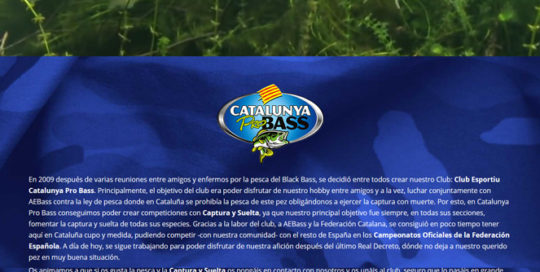 CATALUNYA
Pro BASS
En 2009 después de varias reuniones entre amigos y enfermos por la pesca del Black Bass, se decidió entre todos crear nuestro Club: Club Esportiu
Catalunya Pro Bass. Principalmente, el objetivo del club era poder disfrutar de nuestro hobby entre amigos y a la vez, luchar conjuntamente con
AEBass contra la ley de pesca donde en Cataluña se prohibía la pesca de este pez obligándonos a ejercer la captura con muerte. Por esto, en Catalunya
Pro Bass conseguimos poder crear competiciones con Captura y Suelta, ya que nuestro principal objetivo fue siempre, en todas sus secciones,
fomentar la captura y suelta de todas sus especies. Gracias a la labor del club, a AEBass y la Federación Catalana, se consiguió en poco tiempo tener
aquí en Cataluña cupo y medida, pudiendo competir -con nuestra comunidad- con el resto de España en los Campeonatos Oficiales de la Federación
Española. A día de hoy, se sigue trabajando para poder disfrutar de nuestra afición después del último Real Decreto, dónde no deja a nuestro querido
pez en muy buena situación.
Os animamos a que si os gusta la pesca y la Captura y Suelta os pongáis en contacto con nosotros y os unáis al club, seguro que lo pasáis en grande